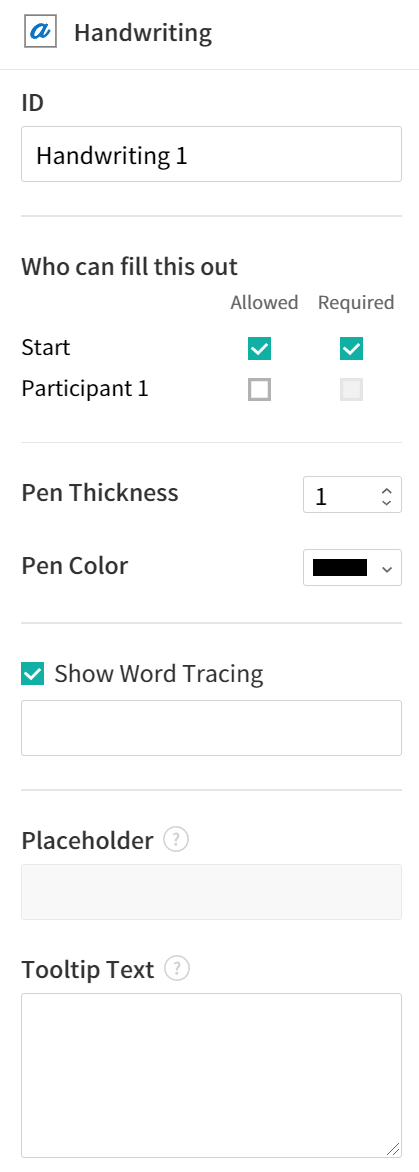 Handwriting
ID
Handwriting 1
Who can fill this out
Allowed Required
Start
Participant 1
Pen Thickness 1
Pen Color
Show Word Tracing
Placeholder ?
Tooltip Text ?